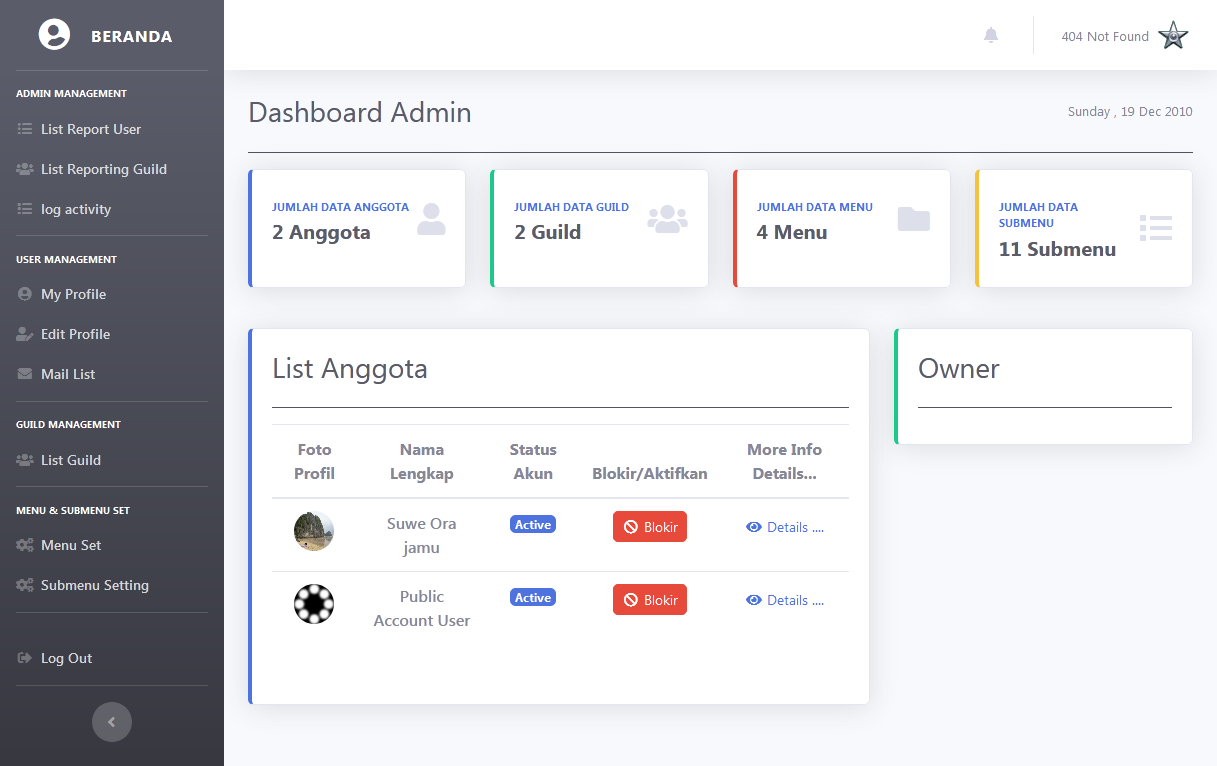 BERANDA
404 Not Found
ADMIN MANAGEMENT
List Report User
List Reporting Guild
log activity
USER MANAGEMENT
My Profile
Edit Profile
Mail List
GUILD MANAGEMENT
List Guild
MENU & SUBMENU SET
Menu Set
Submenu Setting
Log Out
Dashboard Admin
Sunday , 19 Dec 2010
JUMLAH DATA ANGGOTA
2 Anggota
JUMLAH DATA GUILD
2 Guild
JUMLAH DATA MENU
4 Menu
JUMLAH DATA
SUBMENU
11 Submenu
List Anggota
Foto
Profil
Nama
Lengkap
Status
Akun
Blokir/Aktifkan
More Info
Details...
Suwe Ora
jamu
Active
Blokir
Details ....
Public
Account User
Active
Blokir
Details ....
Owner